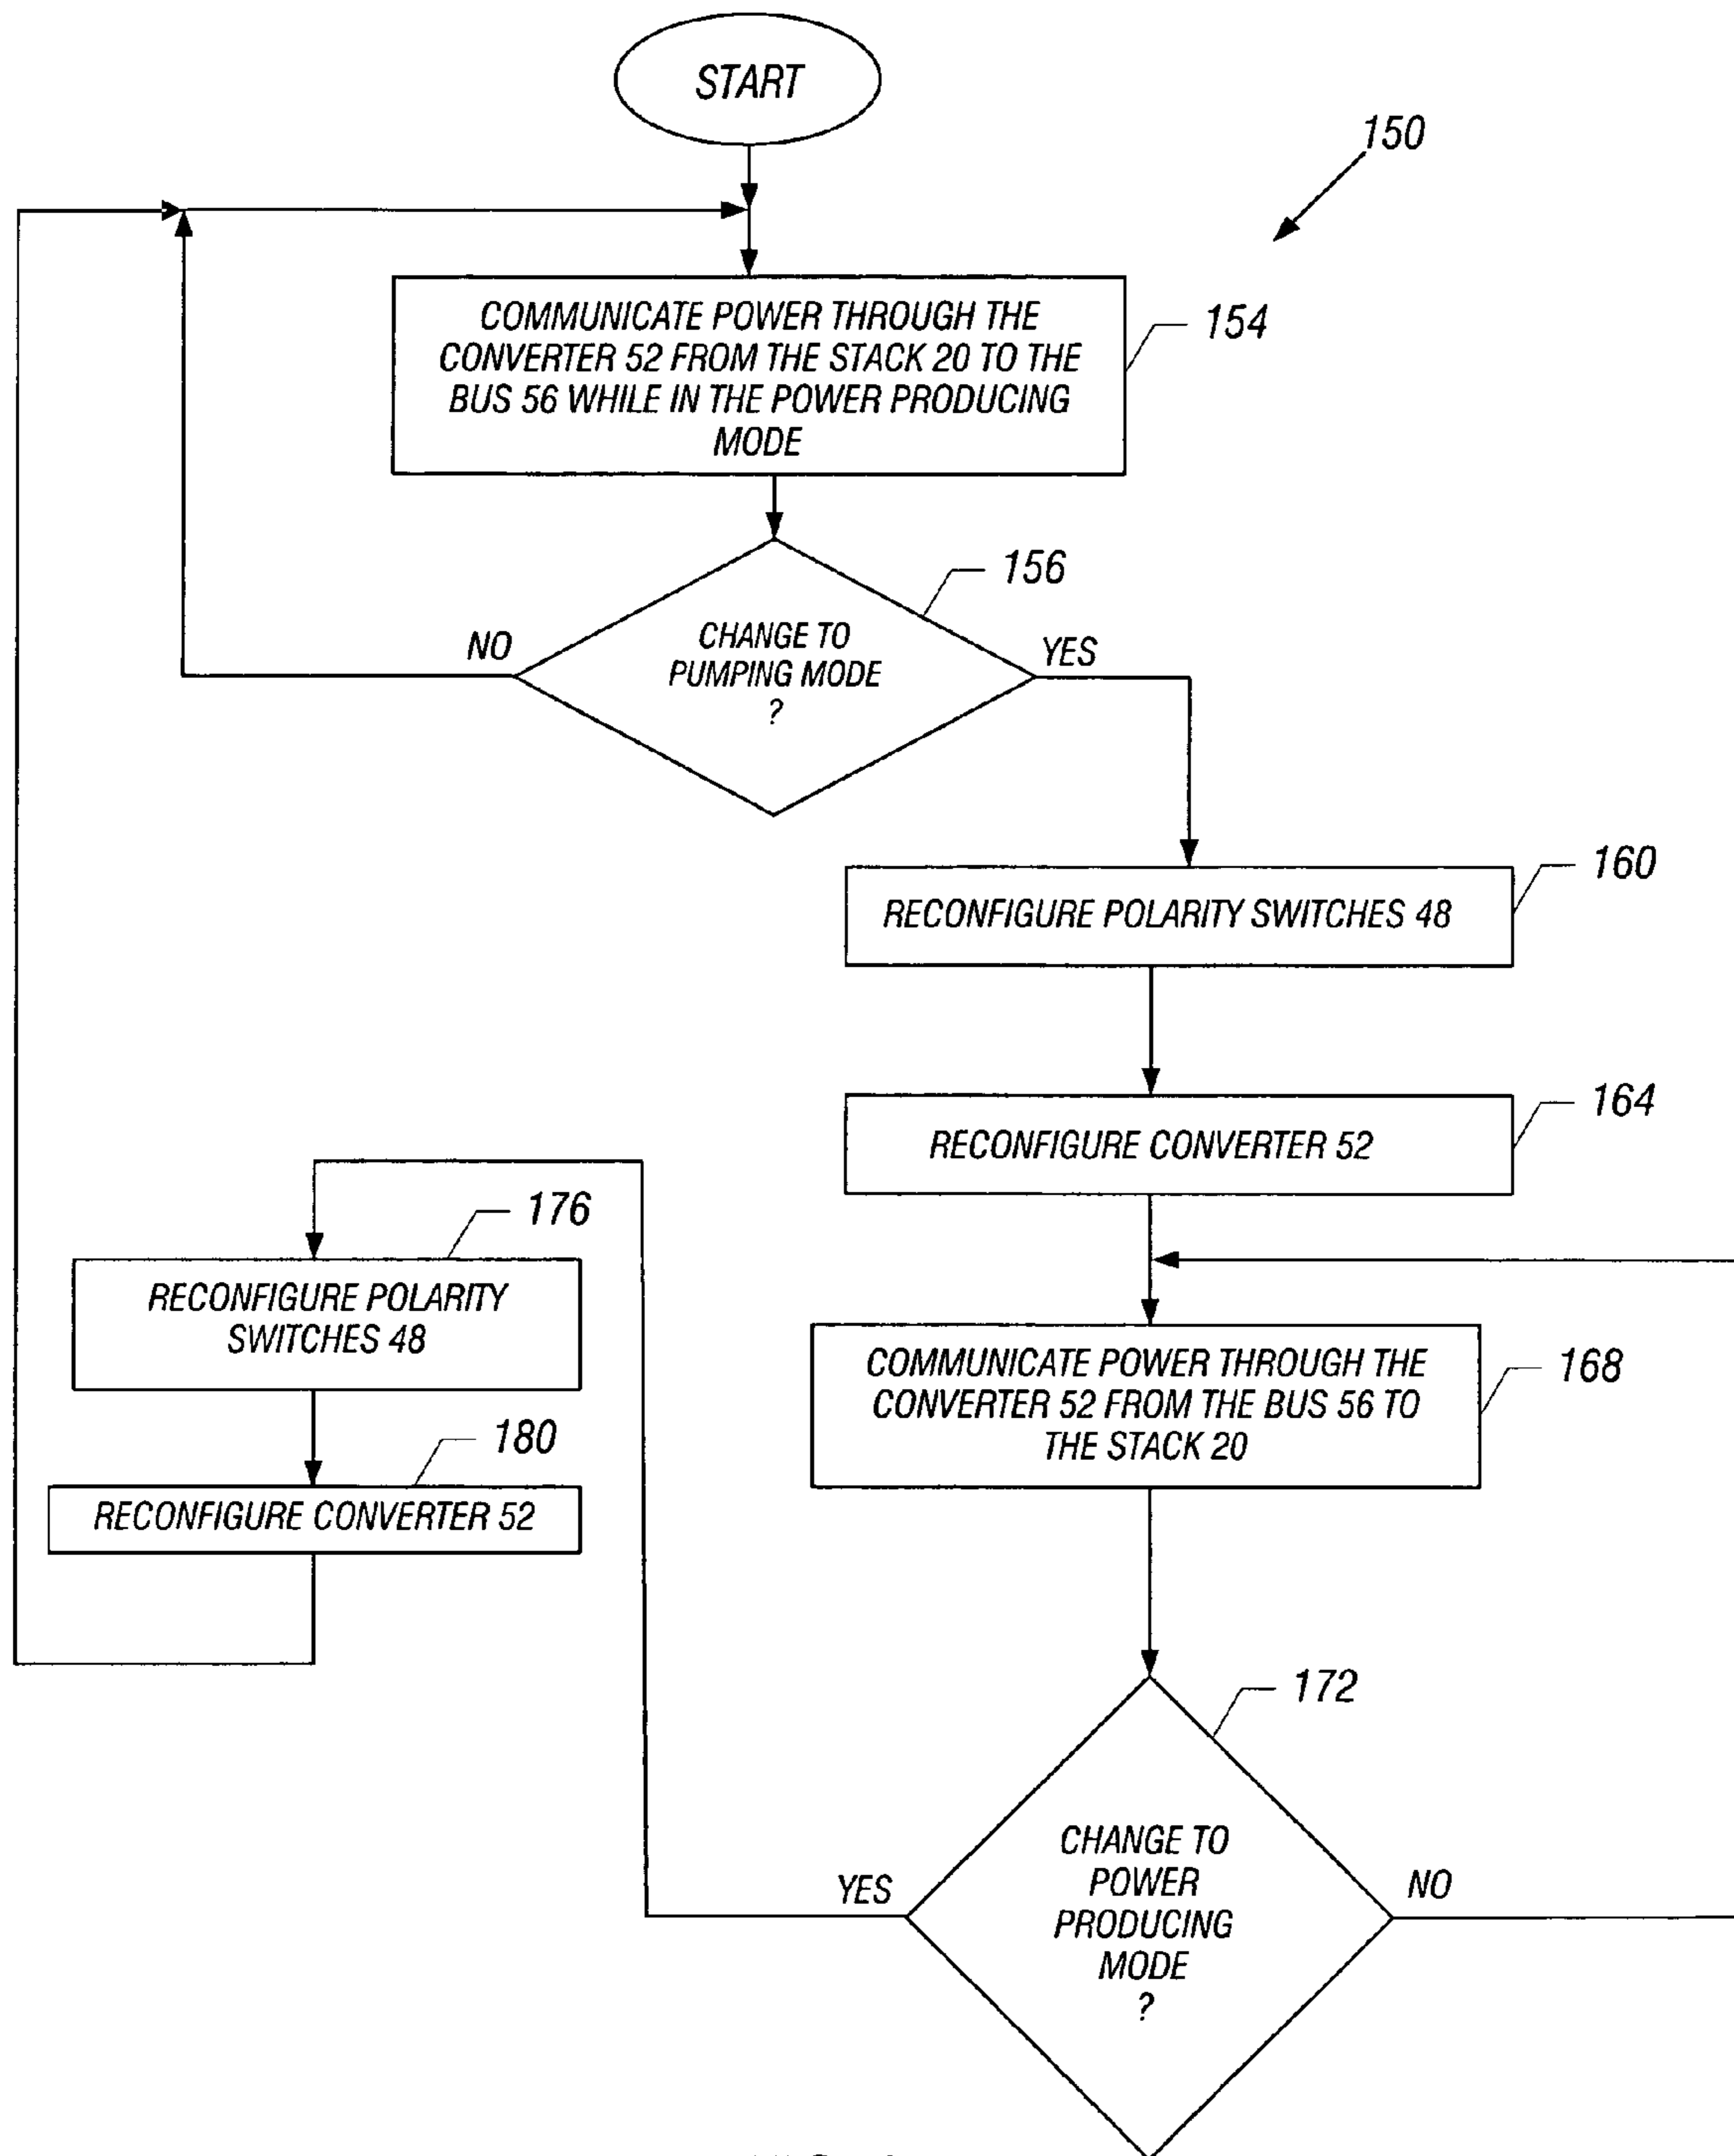 START
150
COMMUNICATE POWER THROUGH THE
CONVERTER 52 FROM THE STACK 20 TO THE
BUS 56 WHILE IN THE POWER PRODUCING
MODE
154
156
CHANGE TO
PUMPING MODE
?
NO
YES
160
RECONFIGURE POLARITY SWITCHES 48
164
RECONFIGURE CONVERTER 52
176
RECONFIGURE POLARITY
SWITCHES 48
180
RECONFIGURE CONVERTER 52
168
COMMUNICATE POWER THROUGH THE
CONVERTER 52 FROM THE BUS 56 TO
THE STACK 20
172
CHANGE TO
POWER
PRODUCING
MODE
?
YES
NO